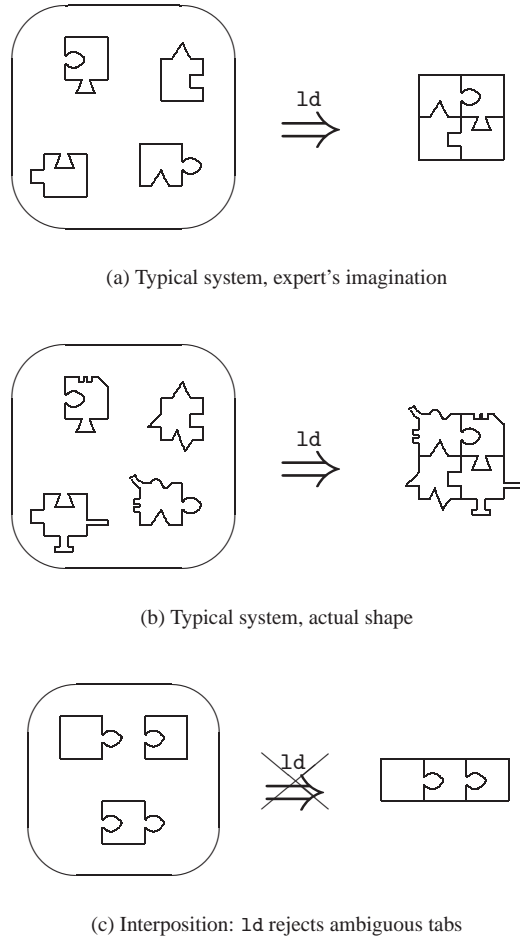 ld
(a) Typical system, expert's imagination
ld
(b) Typical system, actual shape
ld
(c) Interposition: ld rejects ambiguous tabs